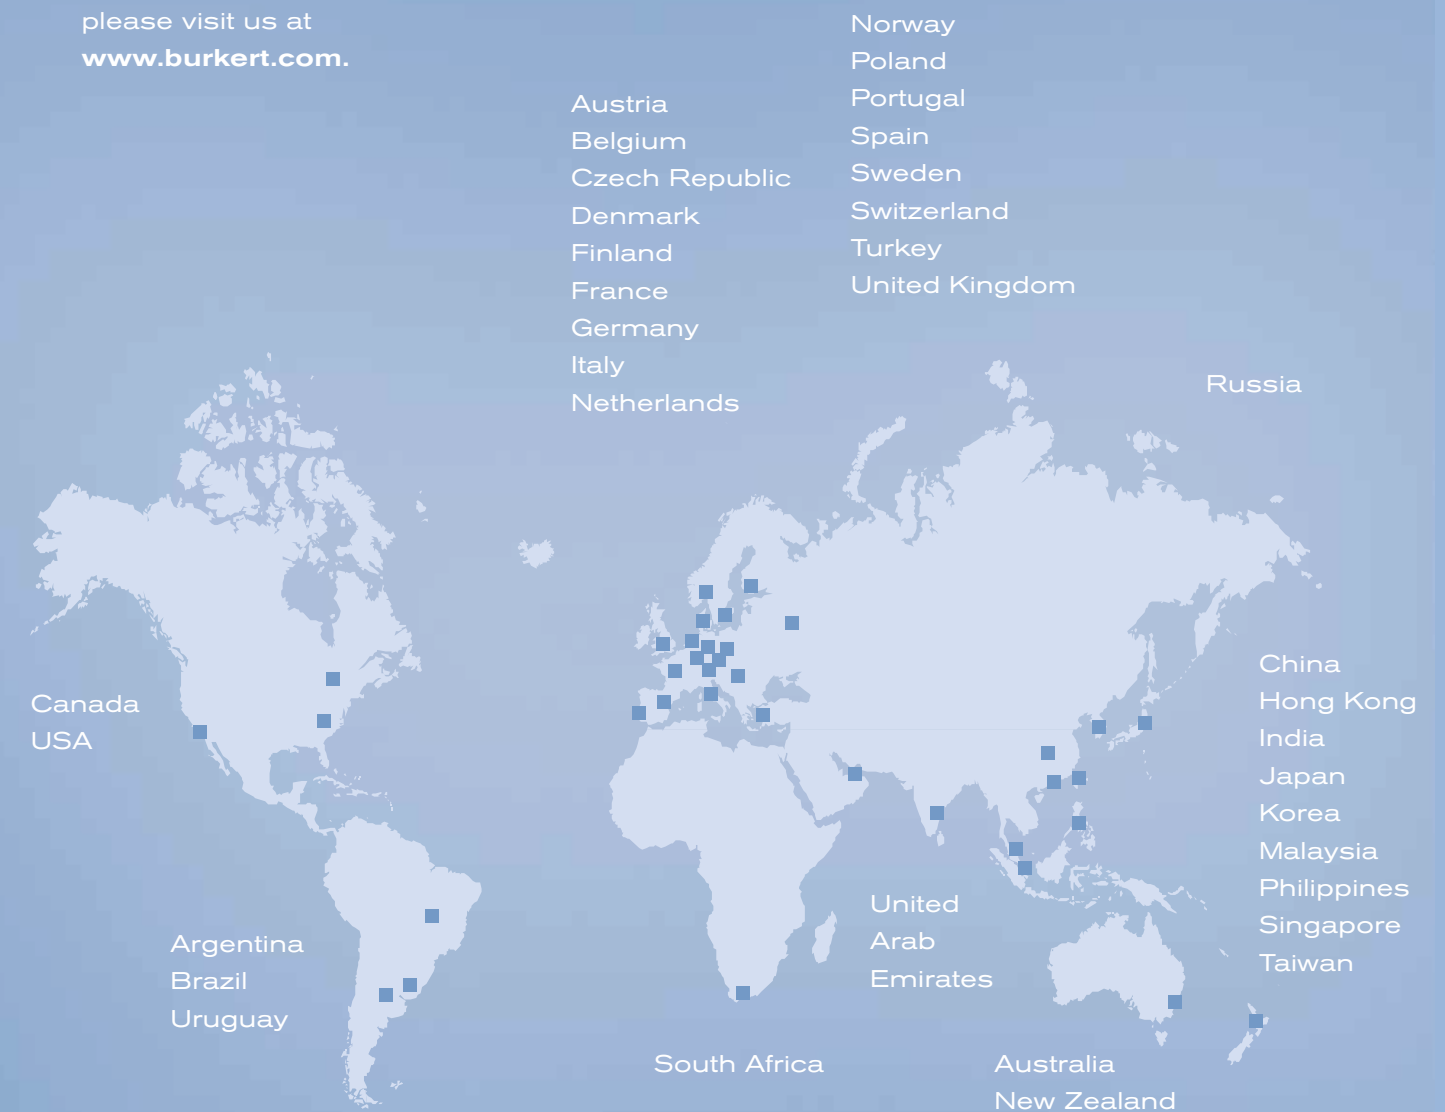 please visit us at
www.burkert.com.
Austria
Belgium
Czech Republic
Denmark
Finland
France
Germany
Italy
Netherlands
Norway
Poland
Portugal
Spain
Sweden
Switzerland
Turkey
United Kingdom
Russia
Canada
USA
China
Hong Kong
India
Japan
Korea
Malaysia
Philippines
Singapore
Taiwan
Argentina
Brazil
Uruguay
United
Arab
Emirates
South Africa
Australia
New Zealand